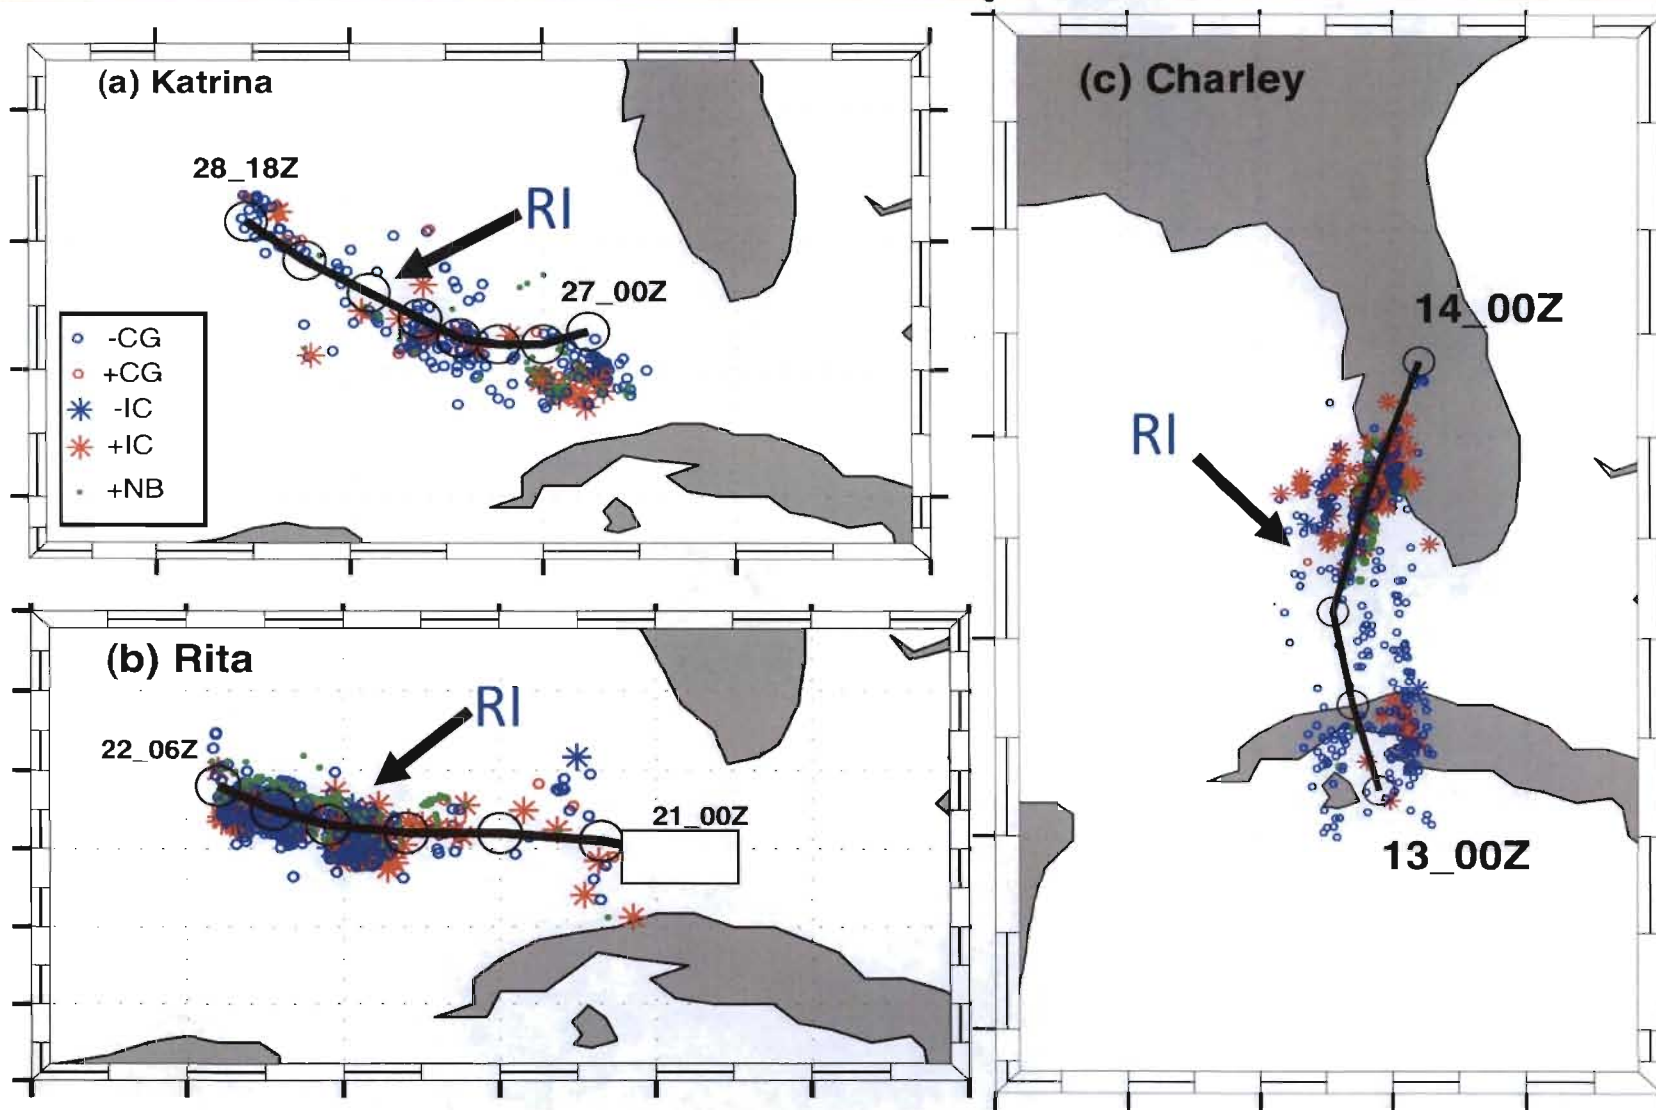 (a) Katrina
28_18Z
RI
27_00Z
-CG
+CG
-IC
+IC
+NB
(b) Rita
RI
22_06Z
21_00Z
(c) Charley
14_00Z
RI
13_00Z